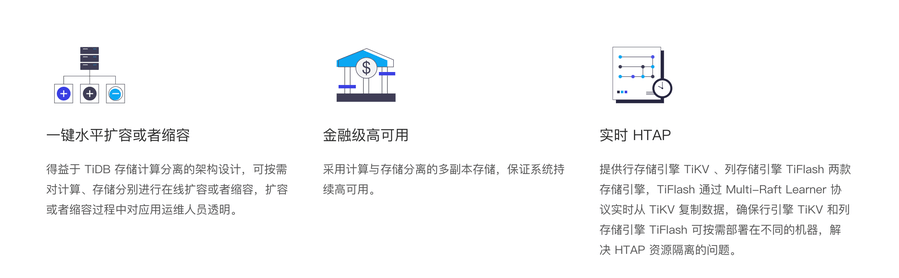 $
一键水平扩容或者缩容
得益于 TiDB 存储计算分离的架构设计，可按需
对计算、存储分别进行在线扩容或者缩容，扩容
或者缩容过程中对应用运维人员透明。
金融级高可用
采用计算与存储分离的多副本存储，保证系统持
续高可用。
实时 HTAP
提供行存储引擎 TiKV 、列存储引擎 TiFlash 两款
存储引擎，TiFlash 通过 Multi-Raft Learner 协
议实时从 TiKV 复制数据，确保行引擎 TiKV 和列
存储引擎 TiFlash 可按需部署在不同的机器，解
决 HTAP 资源隔离的问题。